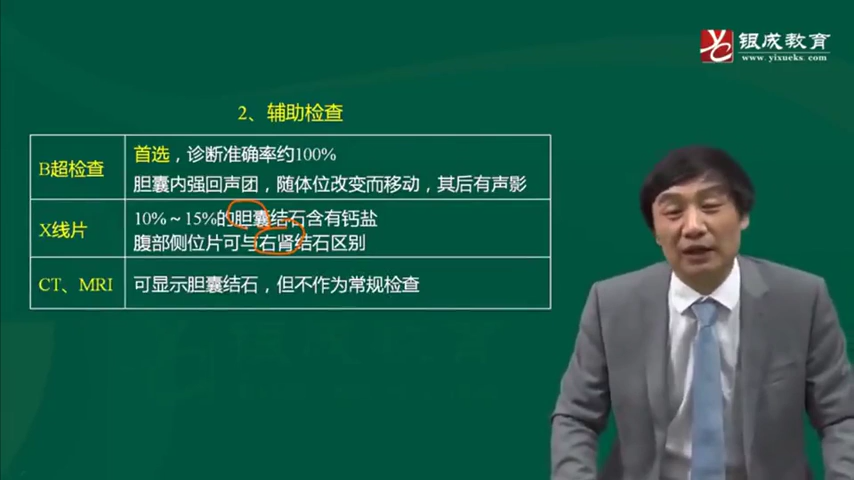 银成教育
www.yixueks.com
2、辅助检查
B超检查
首选，诊断准确率约100%
胆囊内强回声团，随体位改变而移动，其后有声影
X线片
10%～15%的胆囊结石含有钙盐
腹部侧位片可与右肾结石区别
CT、MRI
可显示胆囊结石，但不作为常规检查
银成教育